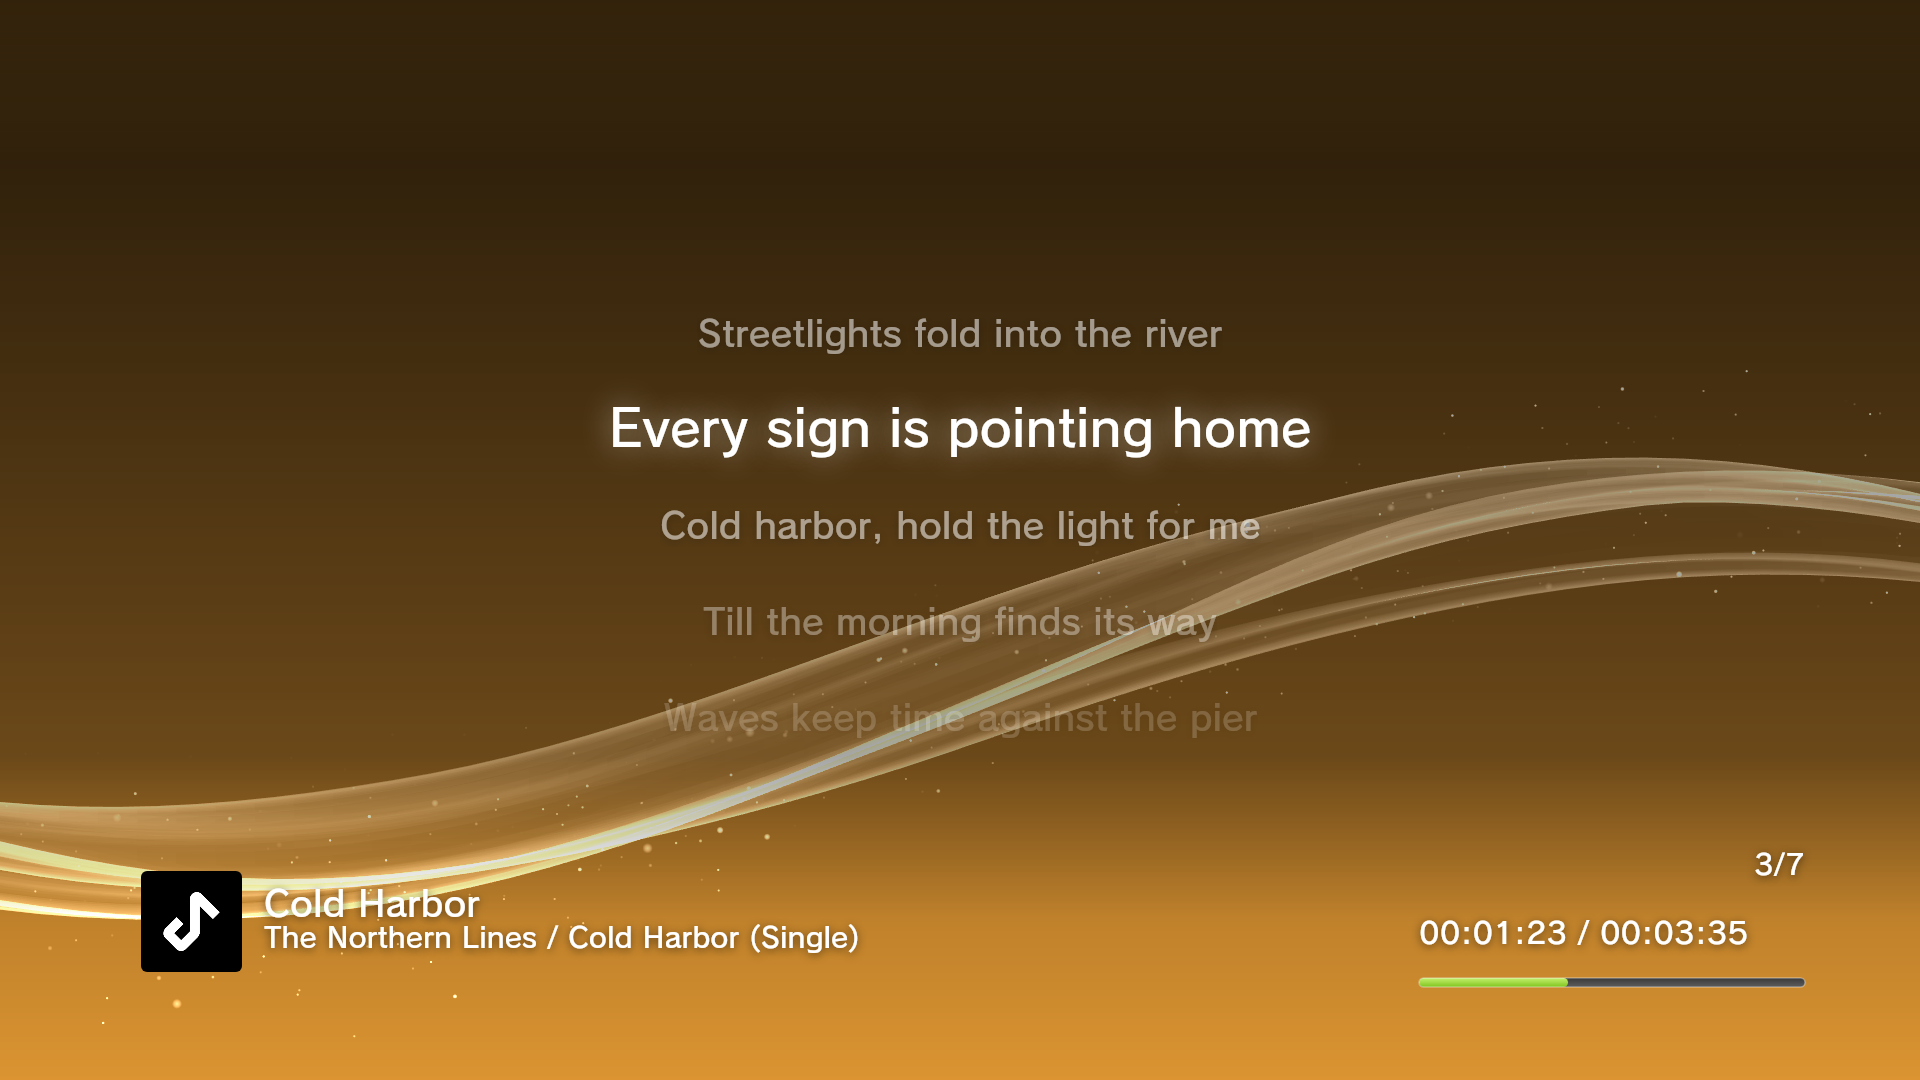 Streetlights fold into the river
Every sign is pointing home
Cold harbor, hold the light for me
Till the morning finds its way
Waves keep time against the pier
3/7
Cold Harbor
The Northern Lines / Cold Harbor (Single)
00:01:23 / 00:03:35